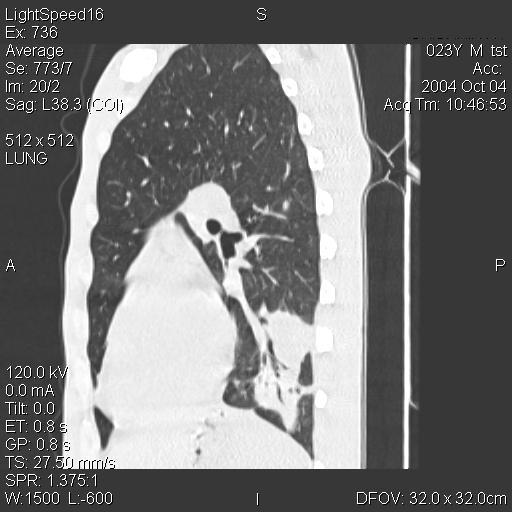 LightSpeed16
Ex: 736
Average
Se: 773/7
Im: 20/2
Sag: L38.3 (COI)
512 x 512
LUNG
S
023Y M tst
Acc:
2004 Oct 04
Acq Tm: 10:46:53
A
P
120.0 kV
0.0 mA
Tilt: 0.0
ET: 0.8 s
GP: 0.8 s
TS: 27.50 mm/s
SPR: 1.375:1
W:1500 L:-600
I
DFOV: 32.0 x 32.0cm